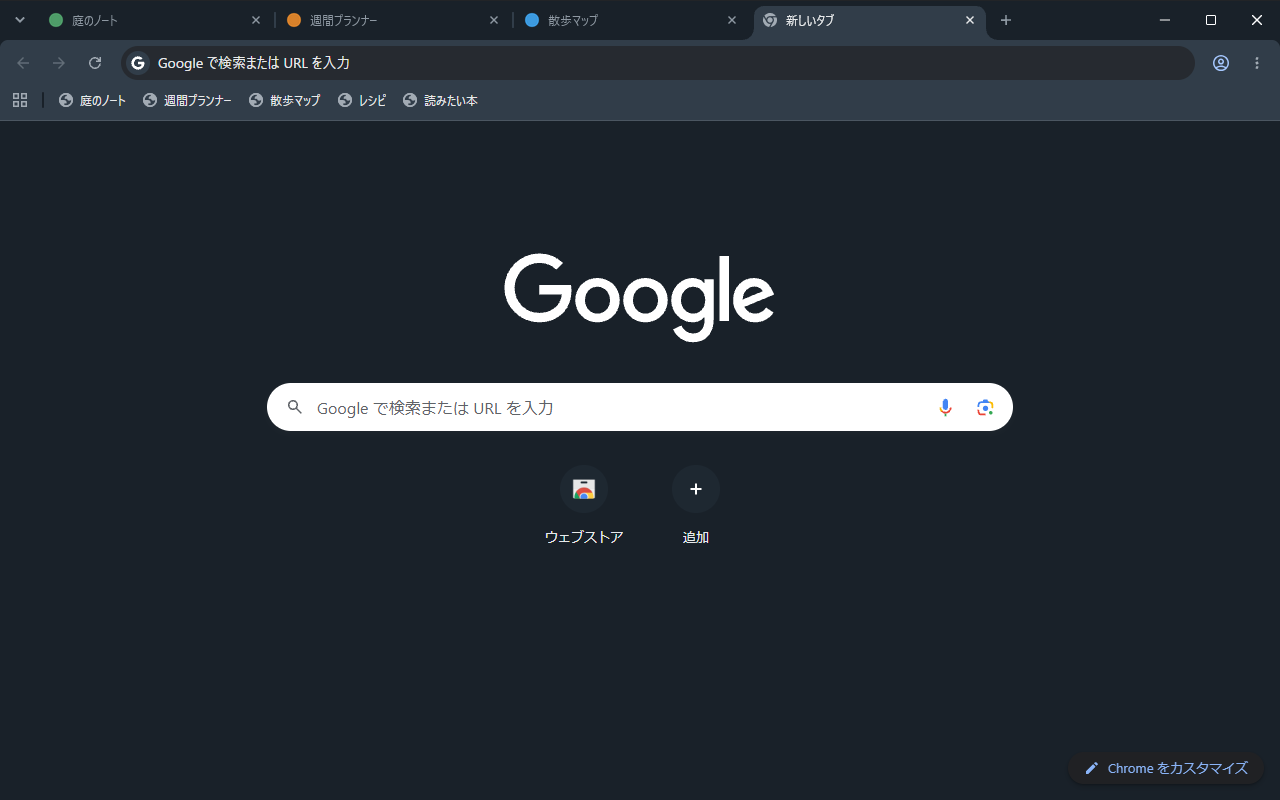 庭のノート
週間プランナー
散歩マップ
新しいタブ
Google で検索または URL を入力
庭のノート
週間プランナー
散歩マップ
レシピ
読みたい本
Google
Google で検索または URL を入力
ウェブストア
追加
Chrome をカスタマイズ